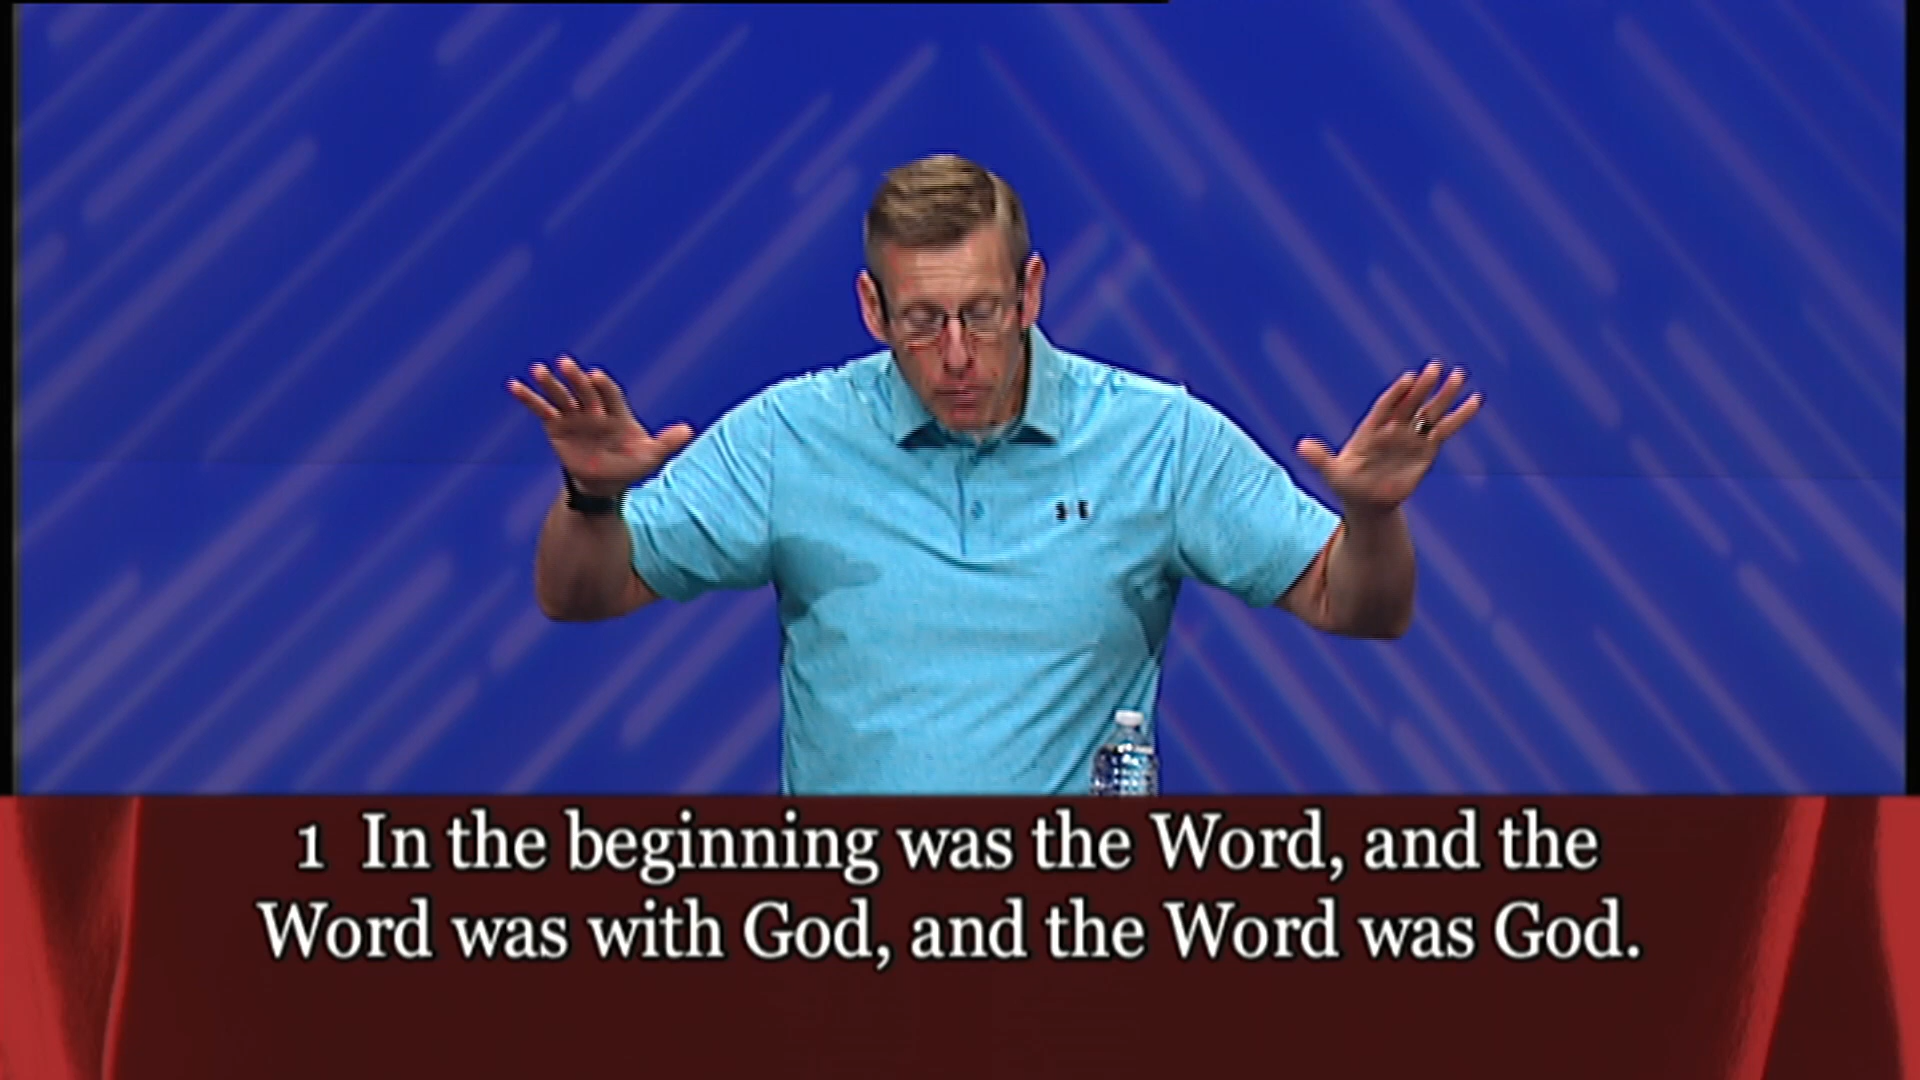 1 In the beginning was the Word, and the
Word was with God, and the Word was God.